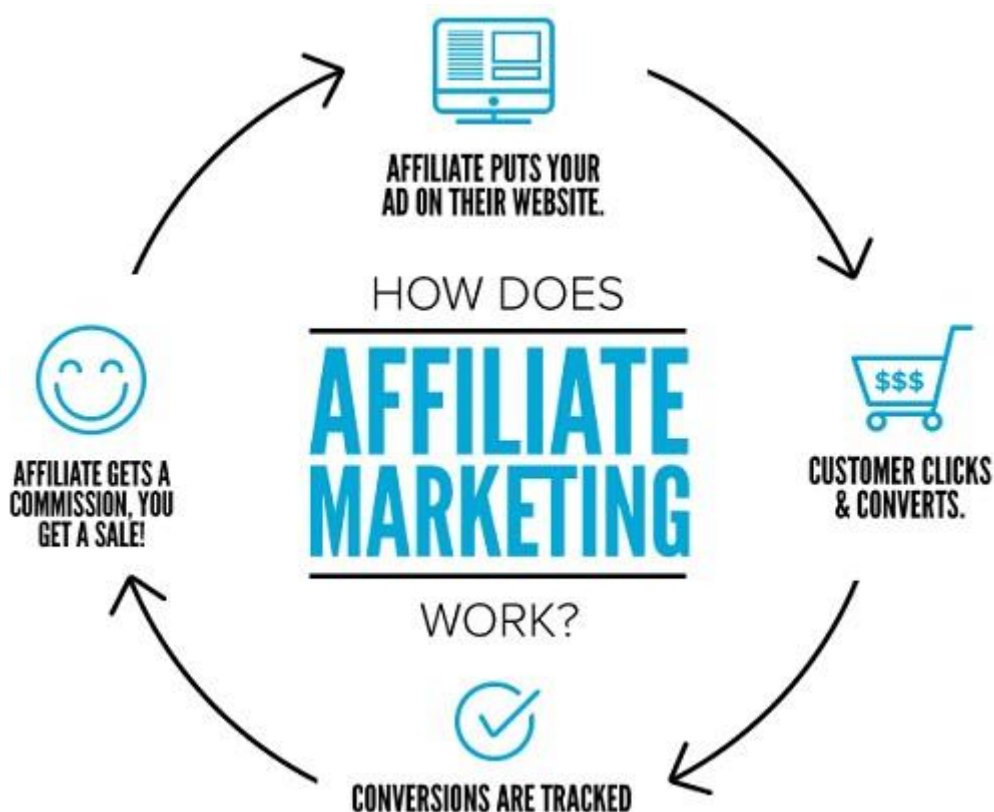 AFFILIATE PUTS YOUR
AD ON THEIR WEBSITE.
HOW DOES
AFFILIATE
MARKETING
WORK?
$$$
CUSTOMER CLICKS
& CONVERTS.
CONVERSIONS ARE TRACKED
AFFILIATE GETS A
COMMISSION, YOU
GET A SALE!